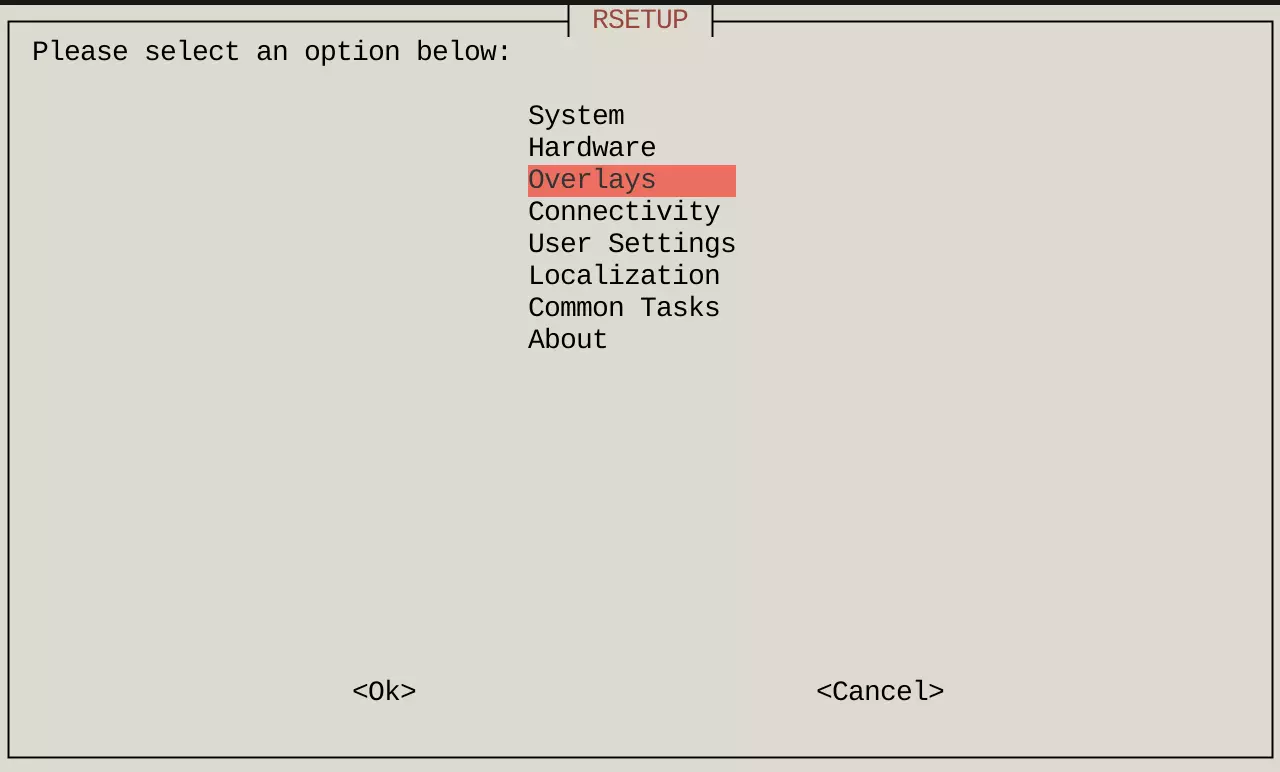 RSETUP
Please select an option below:
System
Hardware
Overlays
Connectivity
User Settings
Localization
Common Tasks
About
<Ok> <Cancel>